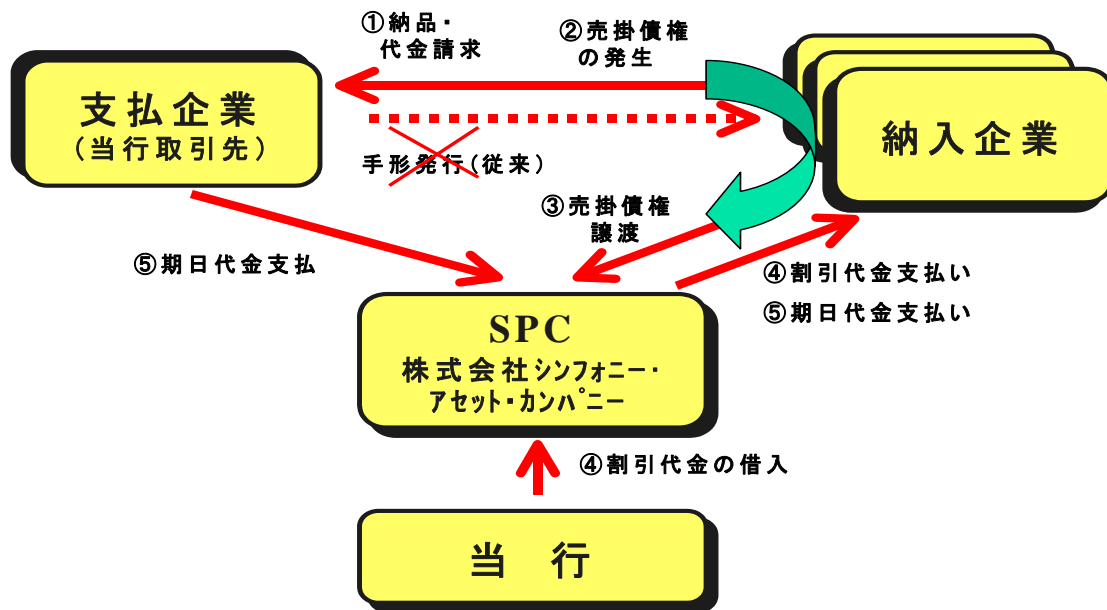 ①納品・
代金請求
②売掛債権
の発生
支払企業
(当行取引先)
納入企業
手形発行(従来)
③売掛債権
譲渡
⑤期日代金支払
④割引代金支払い
⑤期日代金支払い
SPC
株式会社ｼﾝﾌｫﾆｰ・
ｱｾｯﾄ・ｶﾝﾊﾟﾆｰ
④割引代金の借入
当　行